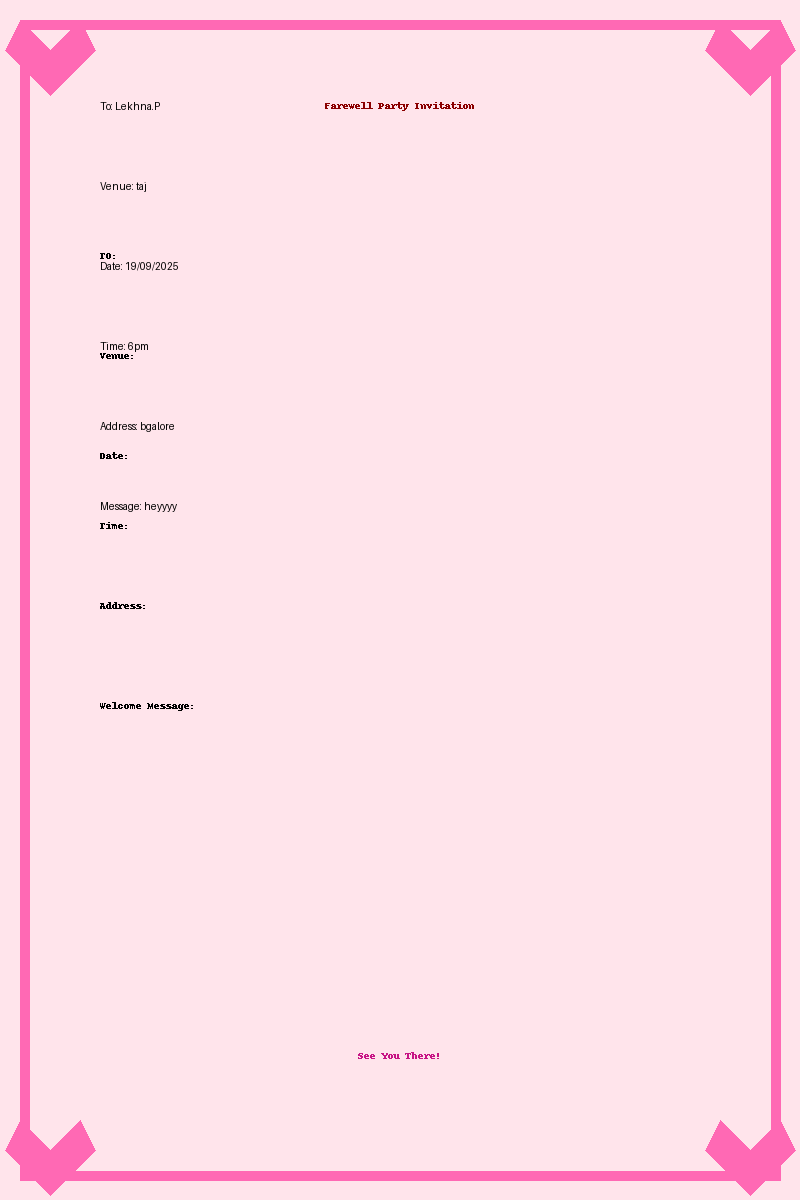 To: Lekhna.P
Farewell Party Invitation
Venue: taj
To:
Date: 19/09/2025
Time: 6pm
Venue:
Address: bgalore
Date:
Message: heyyyy
Time:
Address:
Welcome Message:
See You There!